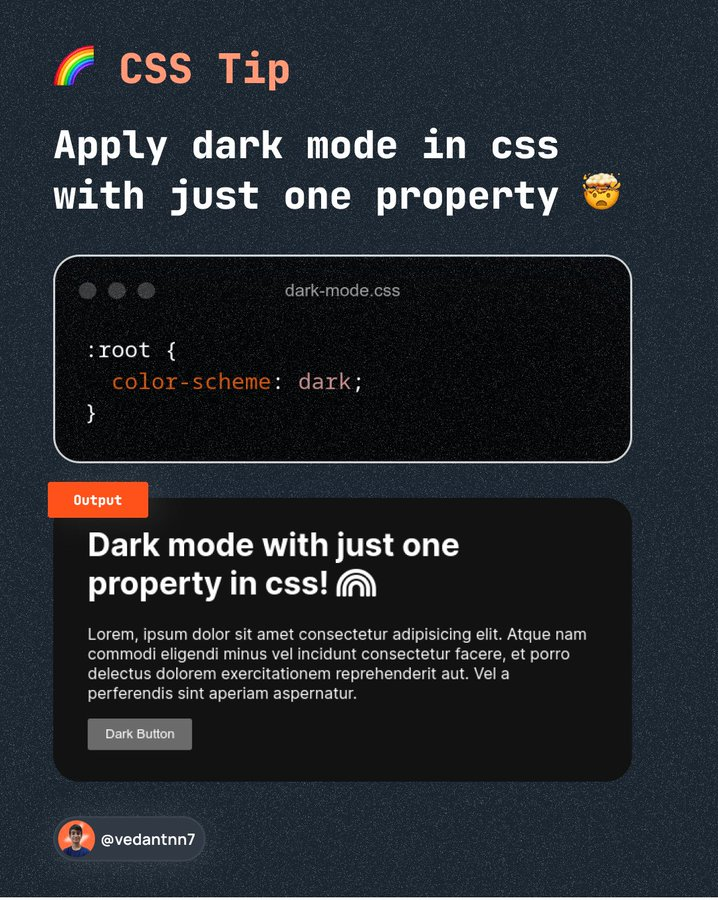 🌈 CSS Tip
Apply dark mode in css
with just one property 🤯
dark-mode.css
:root {
  color-scheme: dark;
}
Output
Dark mode with just one
property in css!
Lorem, ipsum dolor sit amet consectetur adipisicing elit. Atque nam
commodi eligendi minus vel incidunt consectetur facere, et porro
delectus dolorem exercitationem reprehenderit aut. Vel a
perferendis sint aperiam aspernatur.
Dark Button
@vedantnn7